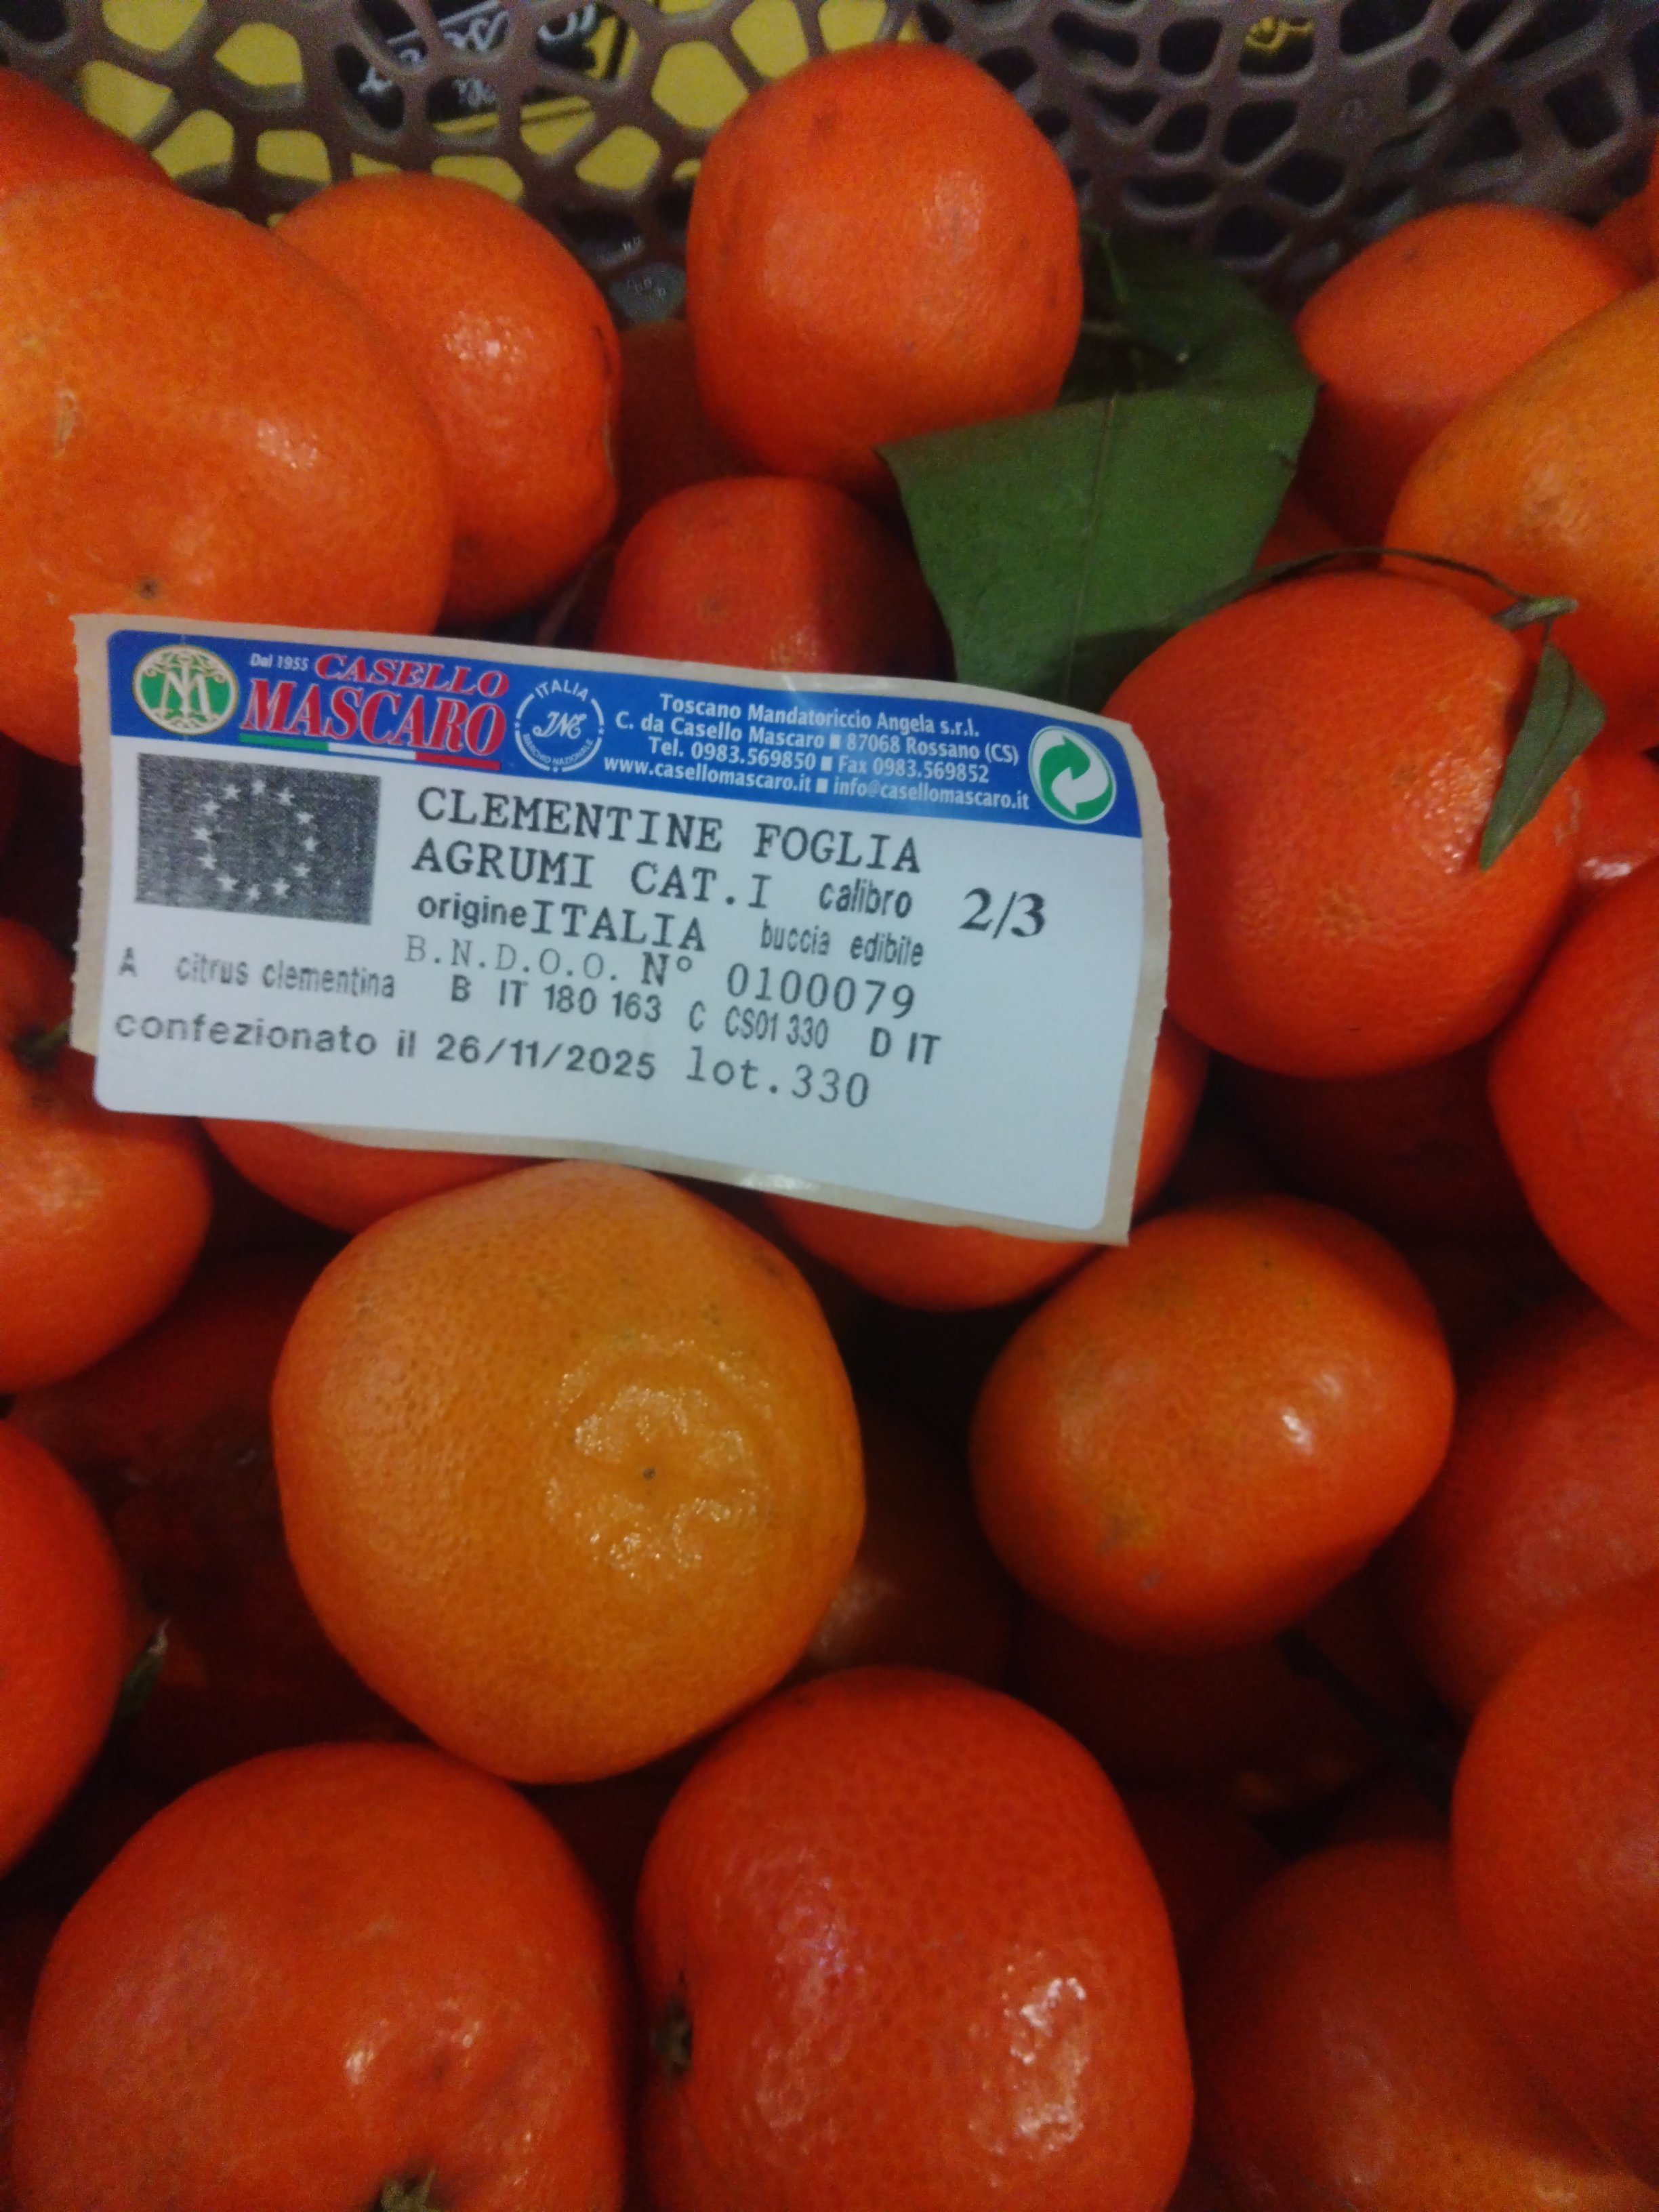 Dal 1955 CASELLO
MASCARO
ITALIA
MARCHIO NAZIONALE
Toscano Mandatoriccio Angela s.r.l.
C. da Casello Mascaro ■ 87068 Rossano (CS)
Tel. 0983.569850 ■ Fax 0983.569852
www.casellomascaro.it ■ info@casellomascaro.it
CLEMENTINE FOGLIA
AGRUMI CAT.I calibro 2/3
origine ITALIA buccia edibile
B.N.D.O.O. N° 0100079
A citrus clementina B IT 180 163 C CS01 330 D IT
confezionato il 26/11/2025 lot.330